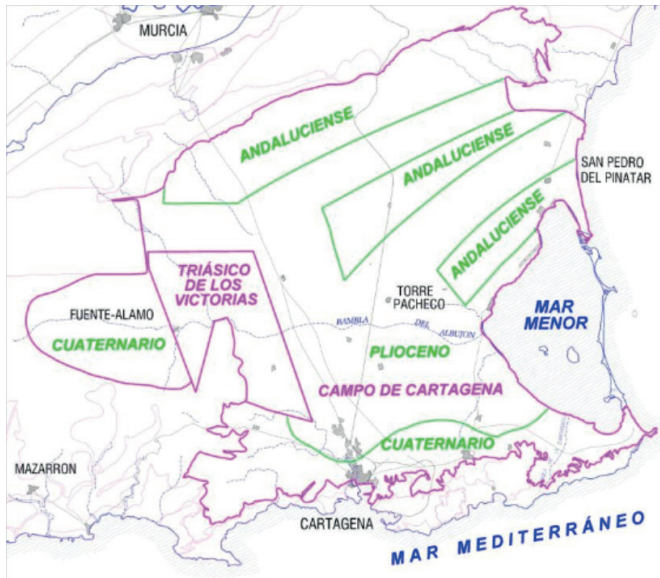 MURCIA
ANDALUCIENSE
ANDALUCIENSE
SAN PEDRO
DEL PINATAR
ANDALUCIENSE
TRIÁSICO
DE LOS
VICTORIAS
TORRE
PACHECO
MAR
MENOR
FUENTE-ALAMO
RAMBLA DEL ALBUJON
CUATERNARIO
PLIOCENO
CAMPO DE CARTAGENA
CUATERNARIO
MAZARRON
CARTAGENA
MAR MEDITERRÁNEO